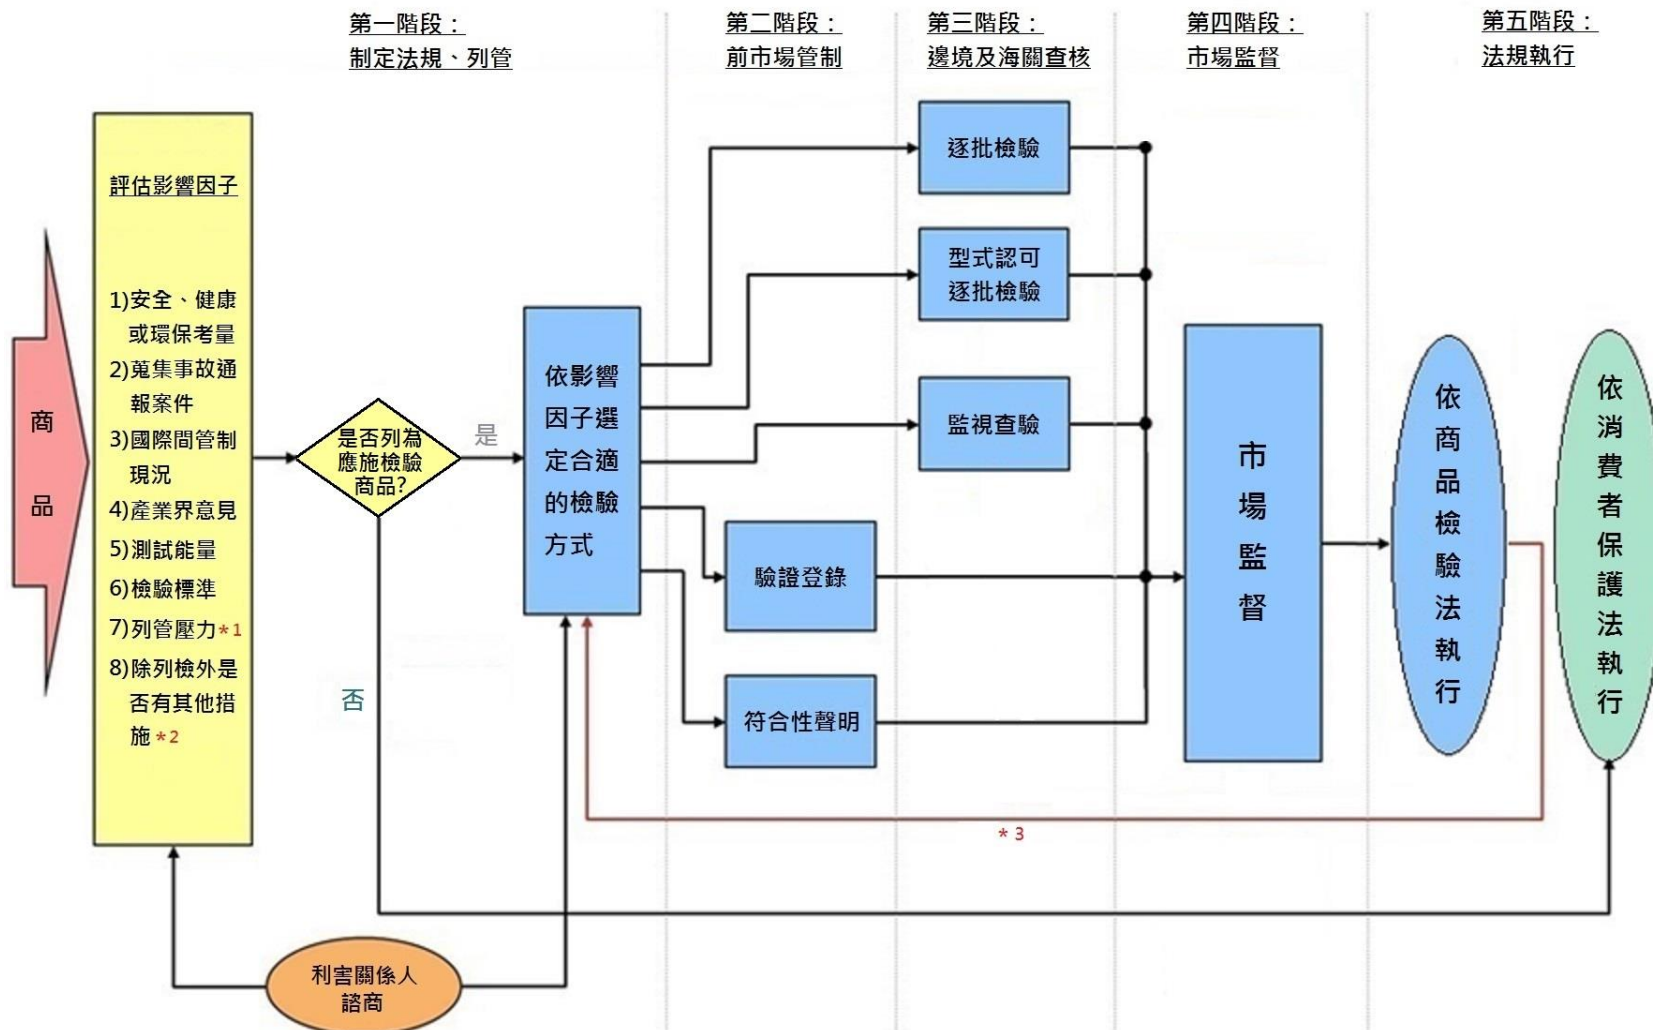 第一階段：
制定法規、列管
第二階段：
前市場管制
第三階段：
邊境及海關查核
第四階段：
市場監督
第五階段：
法規執行
商
品
評估影響因子
1)安全、健康
或環保考量
2)蒐集事故通
報案件
3)國際間管制
現況
4)產業界意見
5)測試能量
6)檢驗標準
7)列管壓力*1
8)除列檢外是
否有其他措
施*2
是否列為
應施檢驗
商品?
是
否
依影響
因子選
定合適
的檢驗
方式
逐批檢驗
型式認可
逐批檢驗
監視查驗
驗證登錄
符合性聲明
市
場
監
督
依
商
品
檢
驗
法
執
行
依
消
費
者
保
護
法
執
行
*3
利害關係人
諮商